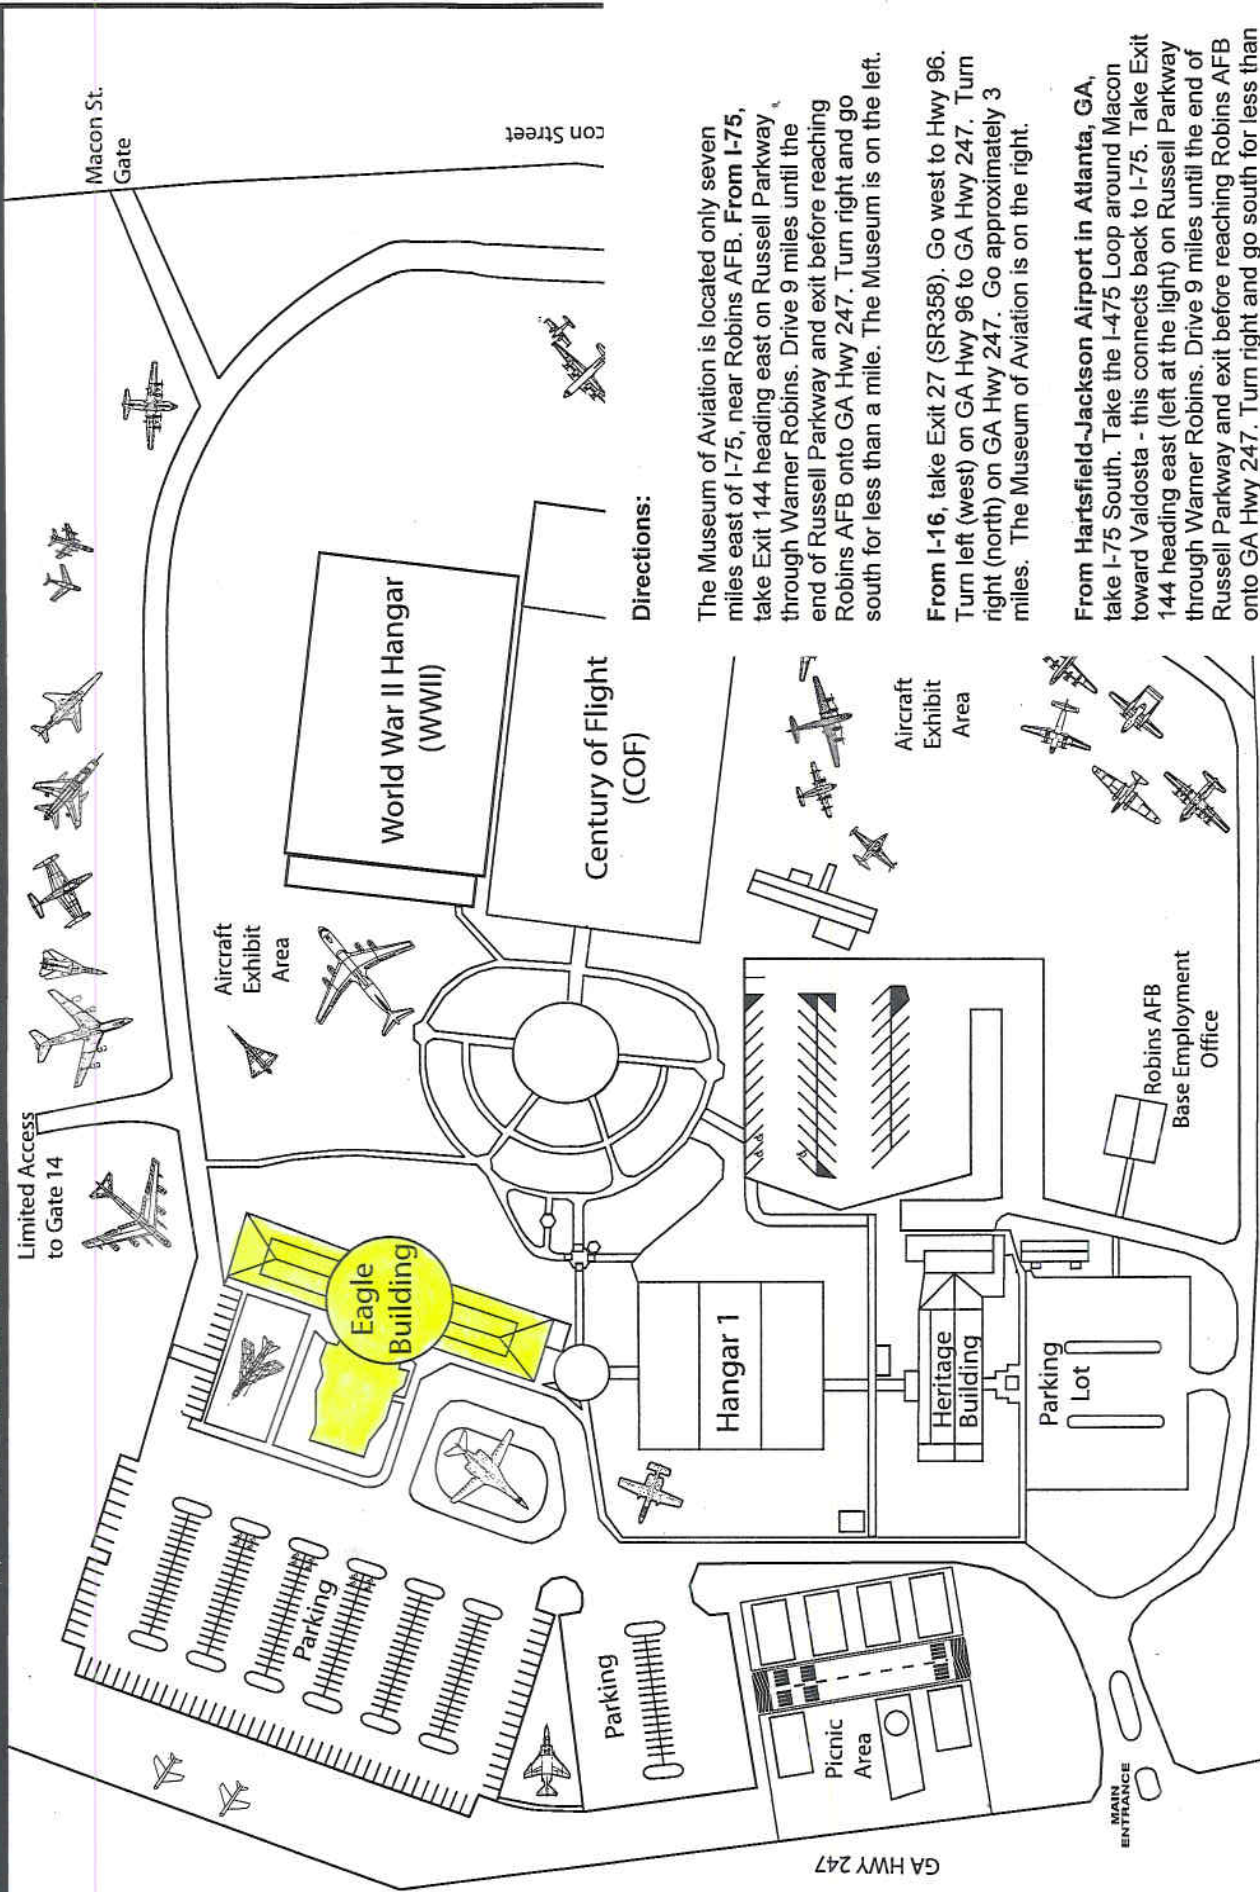 Limited Access
to Gate 14
Macon St.
Gate
con Street
Aircraft
Exhibit
Area
World War II Hangar
(WWII)
Century of Flight
(COF)
Eagle
Building
Hangar 1
Heritage
Building
Parking
Lot
Parking
Parking
Picnic
Area
MAIN
ENTRANCE
GA HWY 247
Robins AFB
Base Employment
Office
Aircraft
Exhibit
Area
Directions:
The Museum of Aviation is located only seven
miles east of I-75, near Robins AFB. From I-75,
take Exit 144 heading east on Russell Parkway
through Warner Robins. Drive 9 miles until the
end of Russell Parkway and exit before reaching
Robins AFB onto GA Hwy 247. Turn right and go
south for less than a mile. The Museum is on the left.
From I-16, take Exit 27 (SR358). Go west to Hwy 96.
Turn left (west) on GA Hwy 96 to GA Hwy 247. Turn
right (north) on GA Hwy 247. Go approximately 3
miles. The Museum of Aviation is on the right.
From Hartsfield-Jackson Airport in Atlanta, GA,
take I-75 South. Take the I-475 Loop around Macon
toward Valdosta - this connects back to I-75. Take Exit
144 heading east (left at the light) on Russell Parkway
through Warner Robins. Drive 9 miles until the end of
Russell Parkway and exit before reaching Robins AFB
onto GA Hwy 247. Turn right and go south for less than